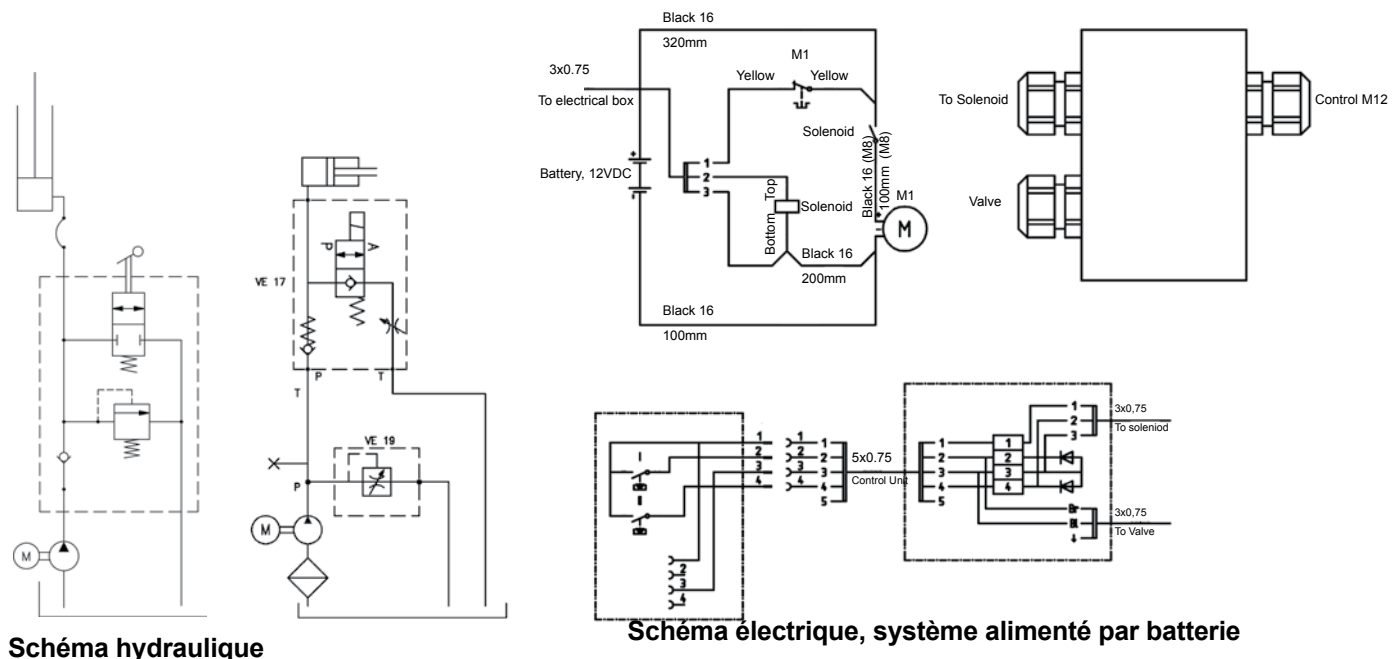 Black 16
320mm
3x0.75
To electrical box
M1
Yellow Yellow
Solenoid
Black 16 (M8)
100mm (M8)
Battery, 12VDC
+
-
1
2
3
Top
Bottom
Solenoid
M1
+
-
M
Black 16
200mm
Black 16
100mm
To Solenoid
Control M12
Valve
M
A
P
VE 17
P
T
T
VE 19
P
M
Schéma hydraulique
I
II
1
2
3
4
2
3
4
1
2
3
4
1
2
3
4
5
5x0.75
Control Unit
1
2
3
4
5
1
2
3
4
1
2
3
3x0,75
To soleniod
Br
Bl
3x0,75
To Valve
Schéma électrique, système alimenté par batterie